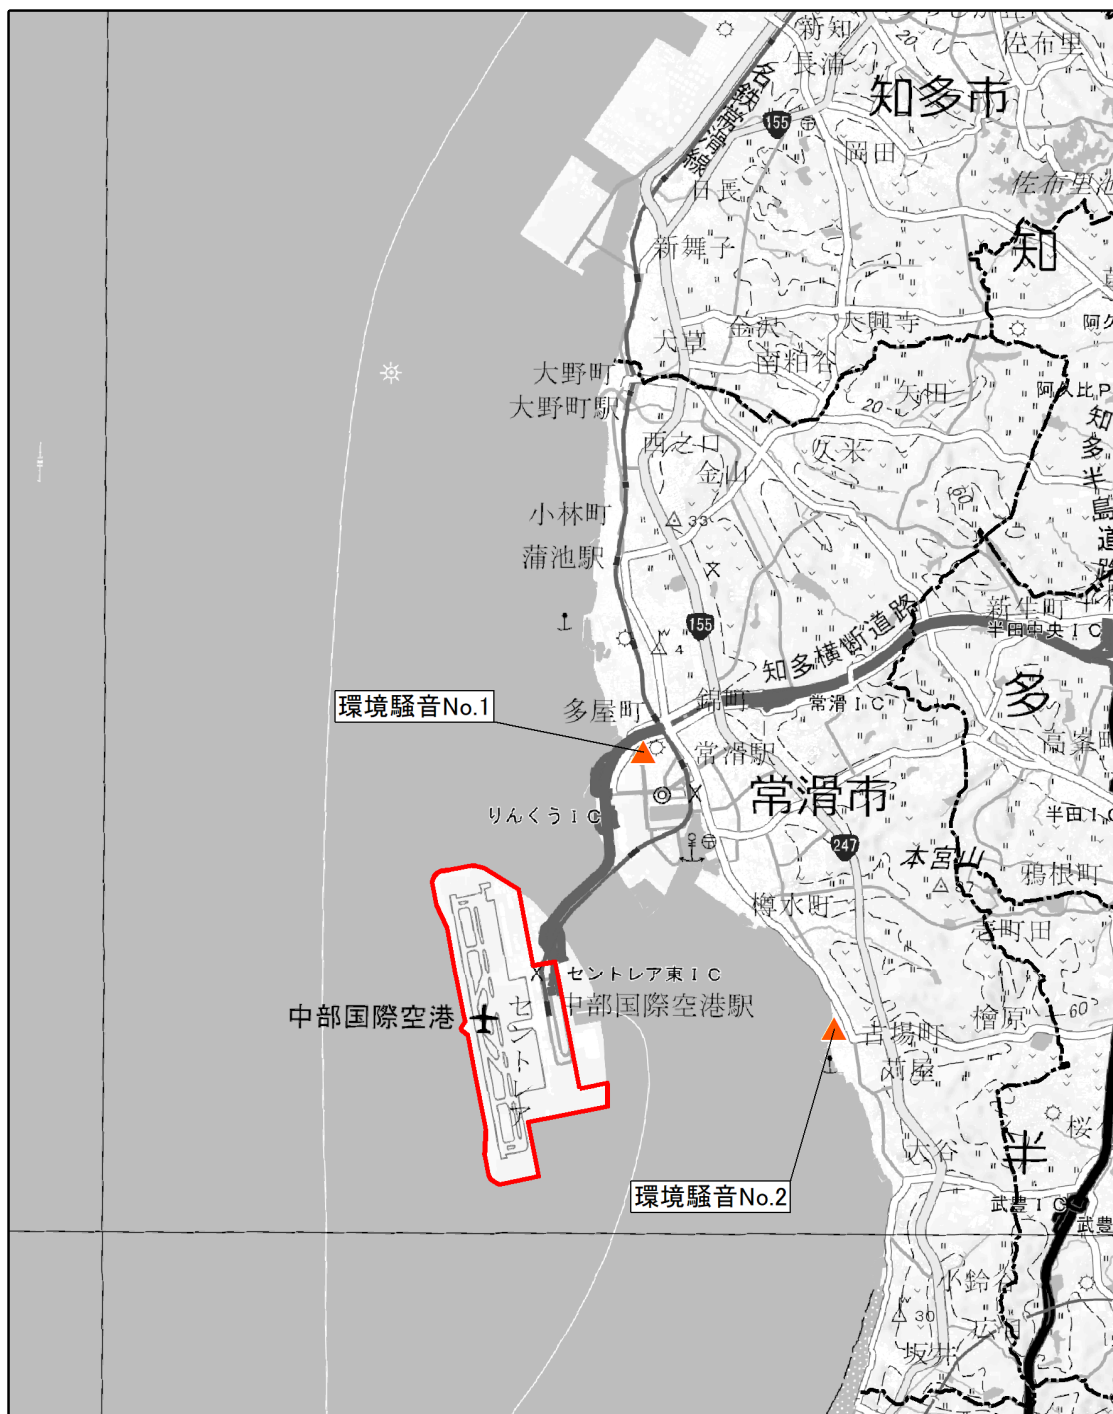 新知
佐布里
長浦
知多市
名鉄常滑線
155
岡田
佐布里池
日長
新舞子
知
金沢
大興寺
大草
南粕谷
大野町
矢田
阿久比P
大野町駅
20
20
知多半島道路
西之口
久米
金山
60
小林町
33
蒲池駅
新生町
155
半田中央IC
4
知多横断道路
多
環境騒音No.1
多屋町
錦町
常滑IC
高峯町
常滑駅
常滑市
りんくうIC
半田IC
247
本宮山
87
鴉根町
樽水町
セントレア東IC
中部国際空港
セントレア
中部国際空港駅
檜原
60
古場町
苅屋
大谷
半
環境騒音No.2
武豊IC
武豊
小鈴谷
30
広目
坂井